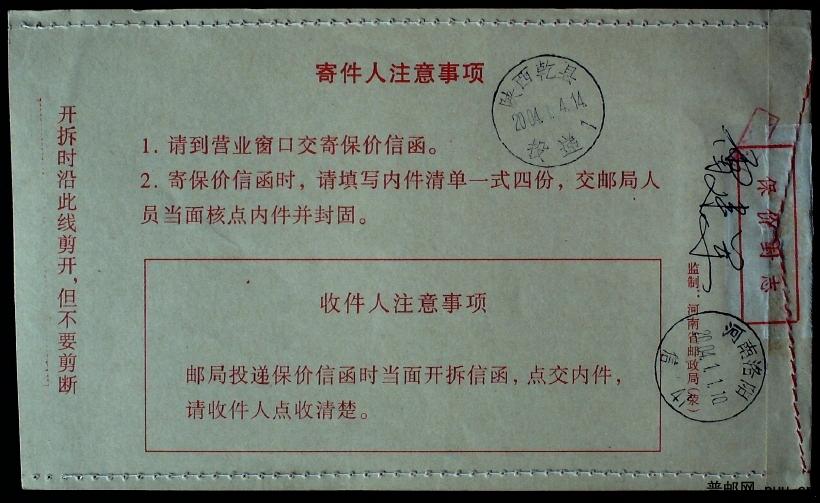 寄件人注意事项
1. 请到营业窗口交寄保价信函。
2. 寄保价信函时，请填写内件清单一式四份，交邮局人
员当面核点内件并封固。
收件人注意事项
邮局投递保价信函时当面开拆信函，点交内件，
请收件人点收清楚。
开拆时沿此线剪开，但不要剪断
监制：河南省邮政局（荥）
陕西乾县
2004.1.4.14
保价封志
河南洛阳
2004.1.1.10
普邮网